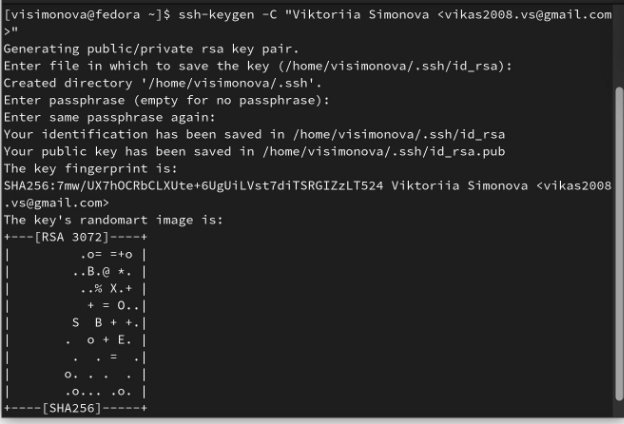 [visimonova@fedora ~]$ ssh-keygen -C "Viktoriia Simonova <vikas2008.vs@gmail.com
>"
Generating public/private rsa key pair.
Enter file in which to save the key (/home/visimonova/.ssh/id_rsa):
Created directory '/home/visimonova/.ssh'.
Enter passphrase (empty for no passphrase):
Enter same passphrase again:
Your identification has been saved in /home/visimonova/.ssh/id_rsa
Your public key has been saved in /home/visimonova/.ssh/id_rsa.pub
The key fingerprint is:
SHA256:7mw/UX7hOCRbCLXUte+6UgUiLVst7diTSRGIZzLT524 Viktoriia Simonova <vikas2008
.vs@gmail.com>
The key's randomart image is:
+---[RSA 3072]----+
|         .o= =+o |
|        ..B.@ *. |
|         ..% X.+ |
|          + = O..|
|        S  B + +.|
|       .  o + E. |
|        .  . =  .|
|       o. . .  . |
|       .o... .o. |
+----[SHA256]-----+